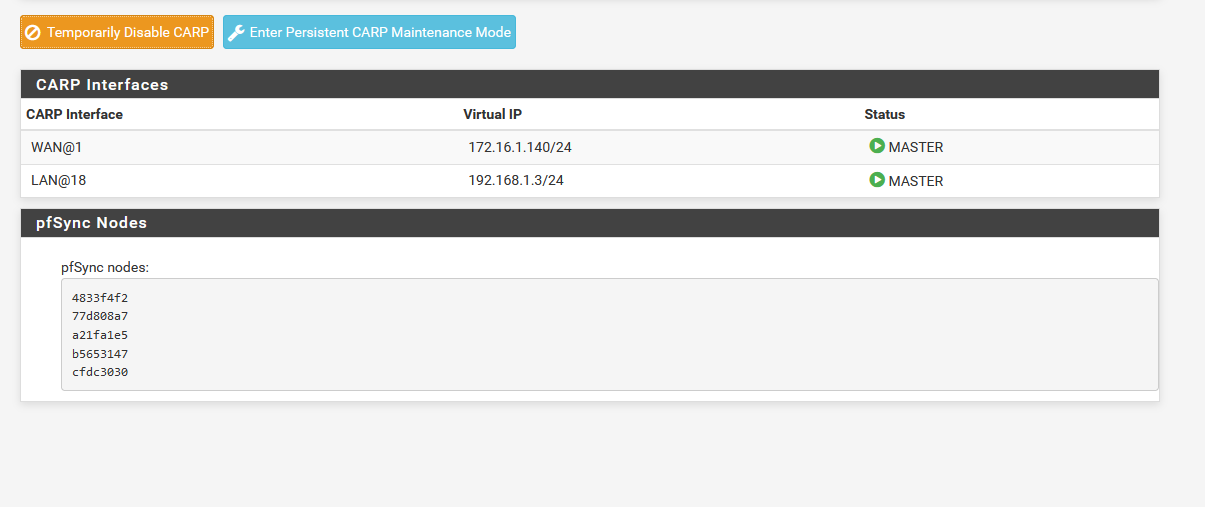 Temporarily Disable CARP Enter Persistent CARP Maintenance Mode
CARP Interfaces
CARP Interface Virtual IP Status
WAN@1 172.16.1.140/24 MASTER
LAN@18 192.168.1.3/24 MASTER
pfSync Nodes
pfSync nodes:
4833f4f2
77d808a7
a21fa1e5
b5653147
cfdc3030